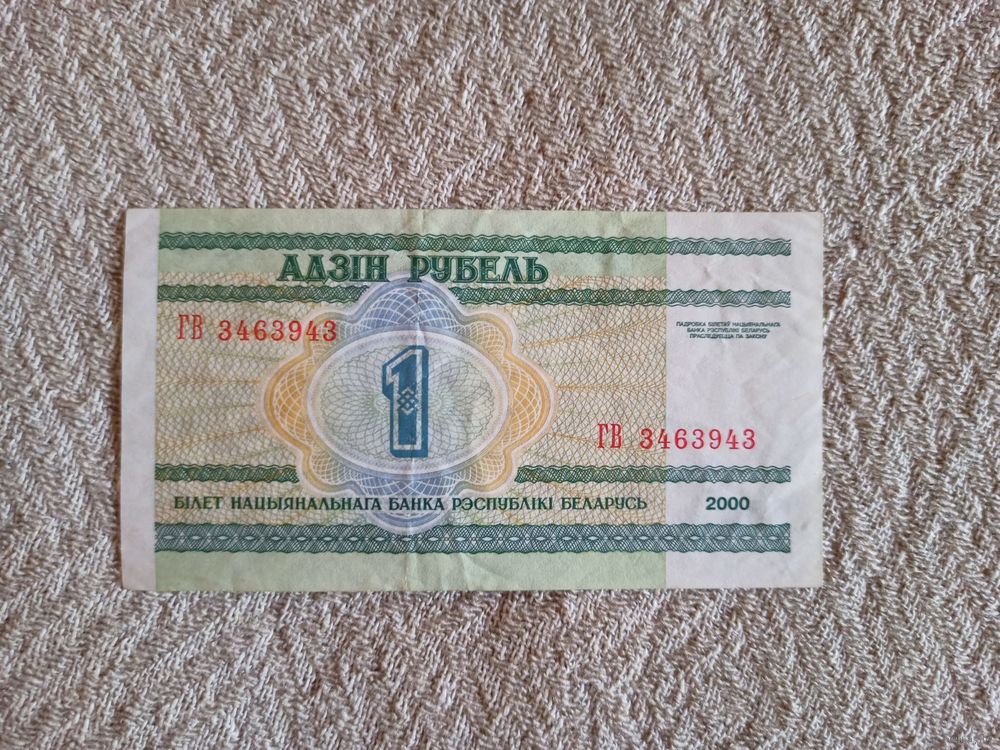 АДЗІН РУБЕЛЬ
ГВ 3463943
ПАДРОБКА БІЛЕТАЎ НАЦЫЯНАЛЬНАГА
БАНКА РЭСПУБЛІКІ БЕЛАРУСЬ
ПРАСЛЕДУЕЦЦА ПА ЗАКОНУ
1
ГВ 3463943
БІЛЕТ НАЦЫЯНАЛЬНАГА БАНКА РЭСПУБЛІКІ БЕЛАРУСЬ
2000